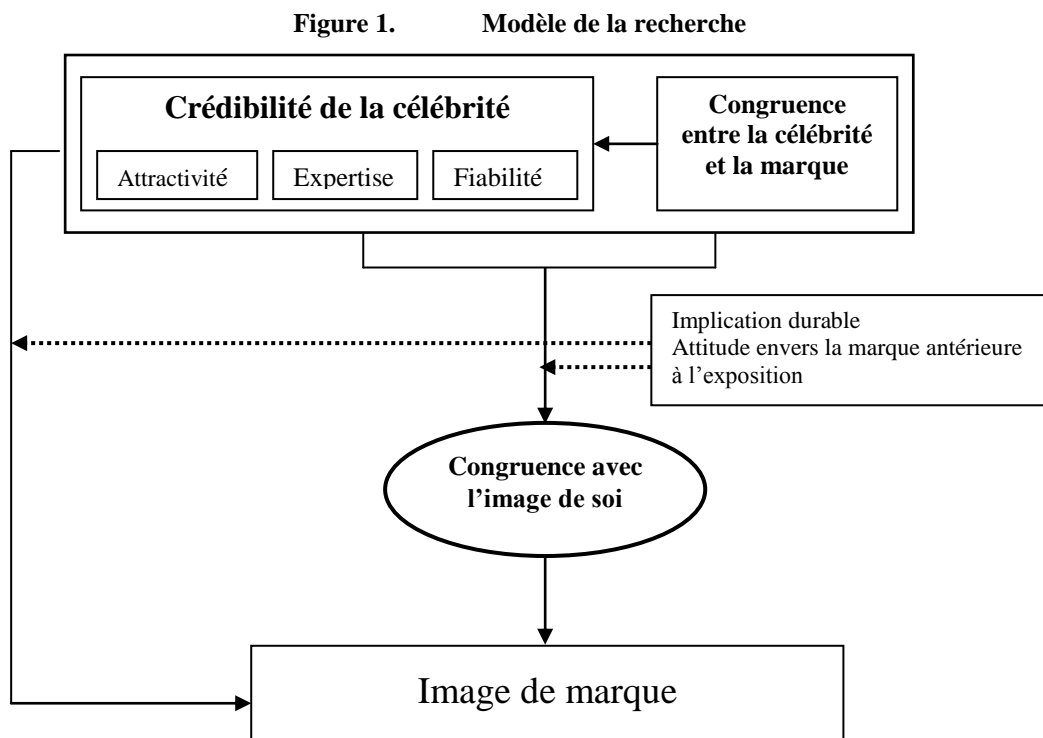 Figure 1. Modèle de la recherche
Crédibilité de la célébrité
Attractivité
Expertise
Fiabilité
Congruence
entre la célébrité
et la marque
Implication durable
Attitude envers la marque antérieure
à l’exposition
Congruence avec
l’image de soi
Image de marque